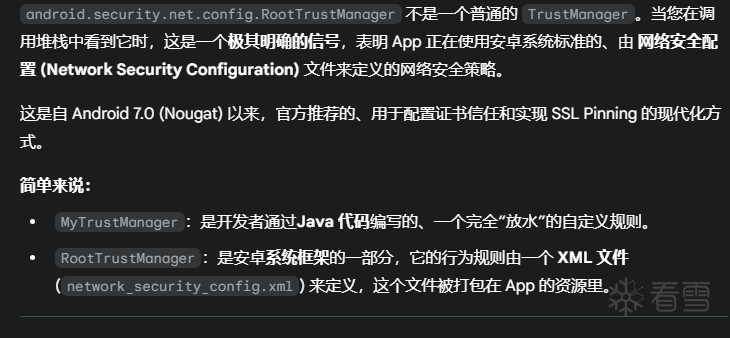 android.security.net.config.RootTrustManager 不是一个普通的 TrustManager。当您在调
用堆栈中看到它时，这是一个极其明确的信号，表明 App 正在使用安卓系统标准的、由 网络安全配
置 (Network Security Configuration) 文件来定义的网络安全策略。
这是自 Android 7.0 (Nougat) 以来，官方推荐的、用于配置证书信任和实现 SSL Pinning 的现代化方
式。
简单来说：
• MyTrustManager：是开发者通过Java 代码编写的、一个完全“放水”的自定义规则。
• RootTrustManager：是安卓系统框架的一部分，它的行为规则由一个 XML 文件
(network_security_config.xml) 来定义，这个文件被打包在 App 的资源里。
看雪